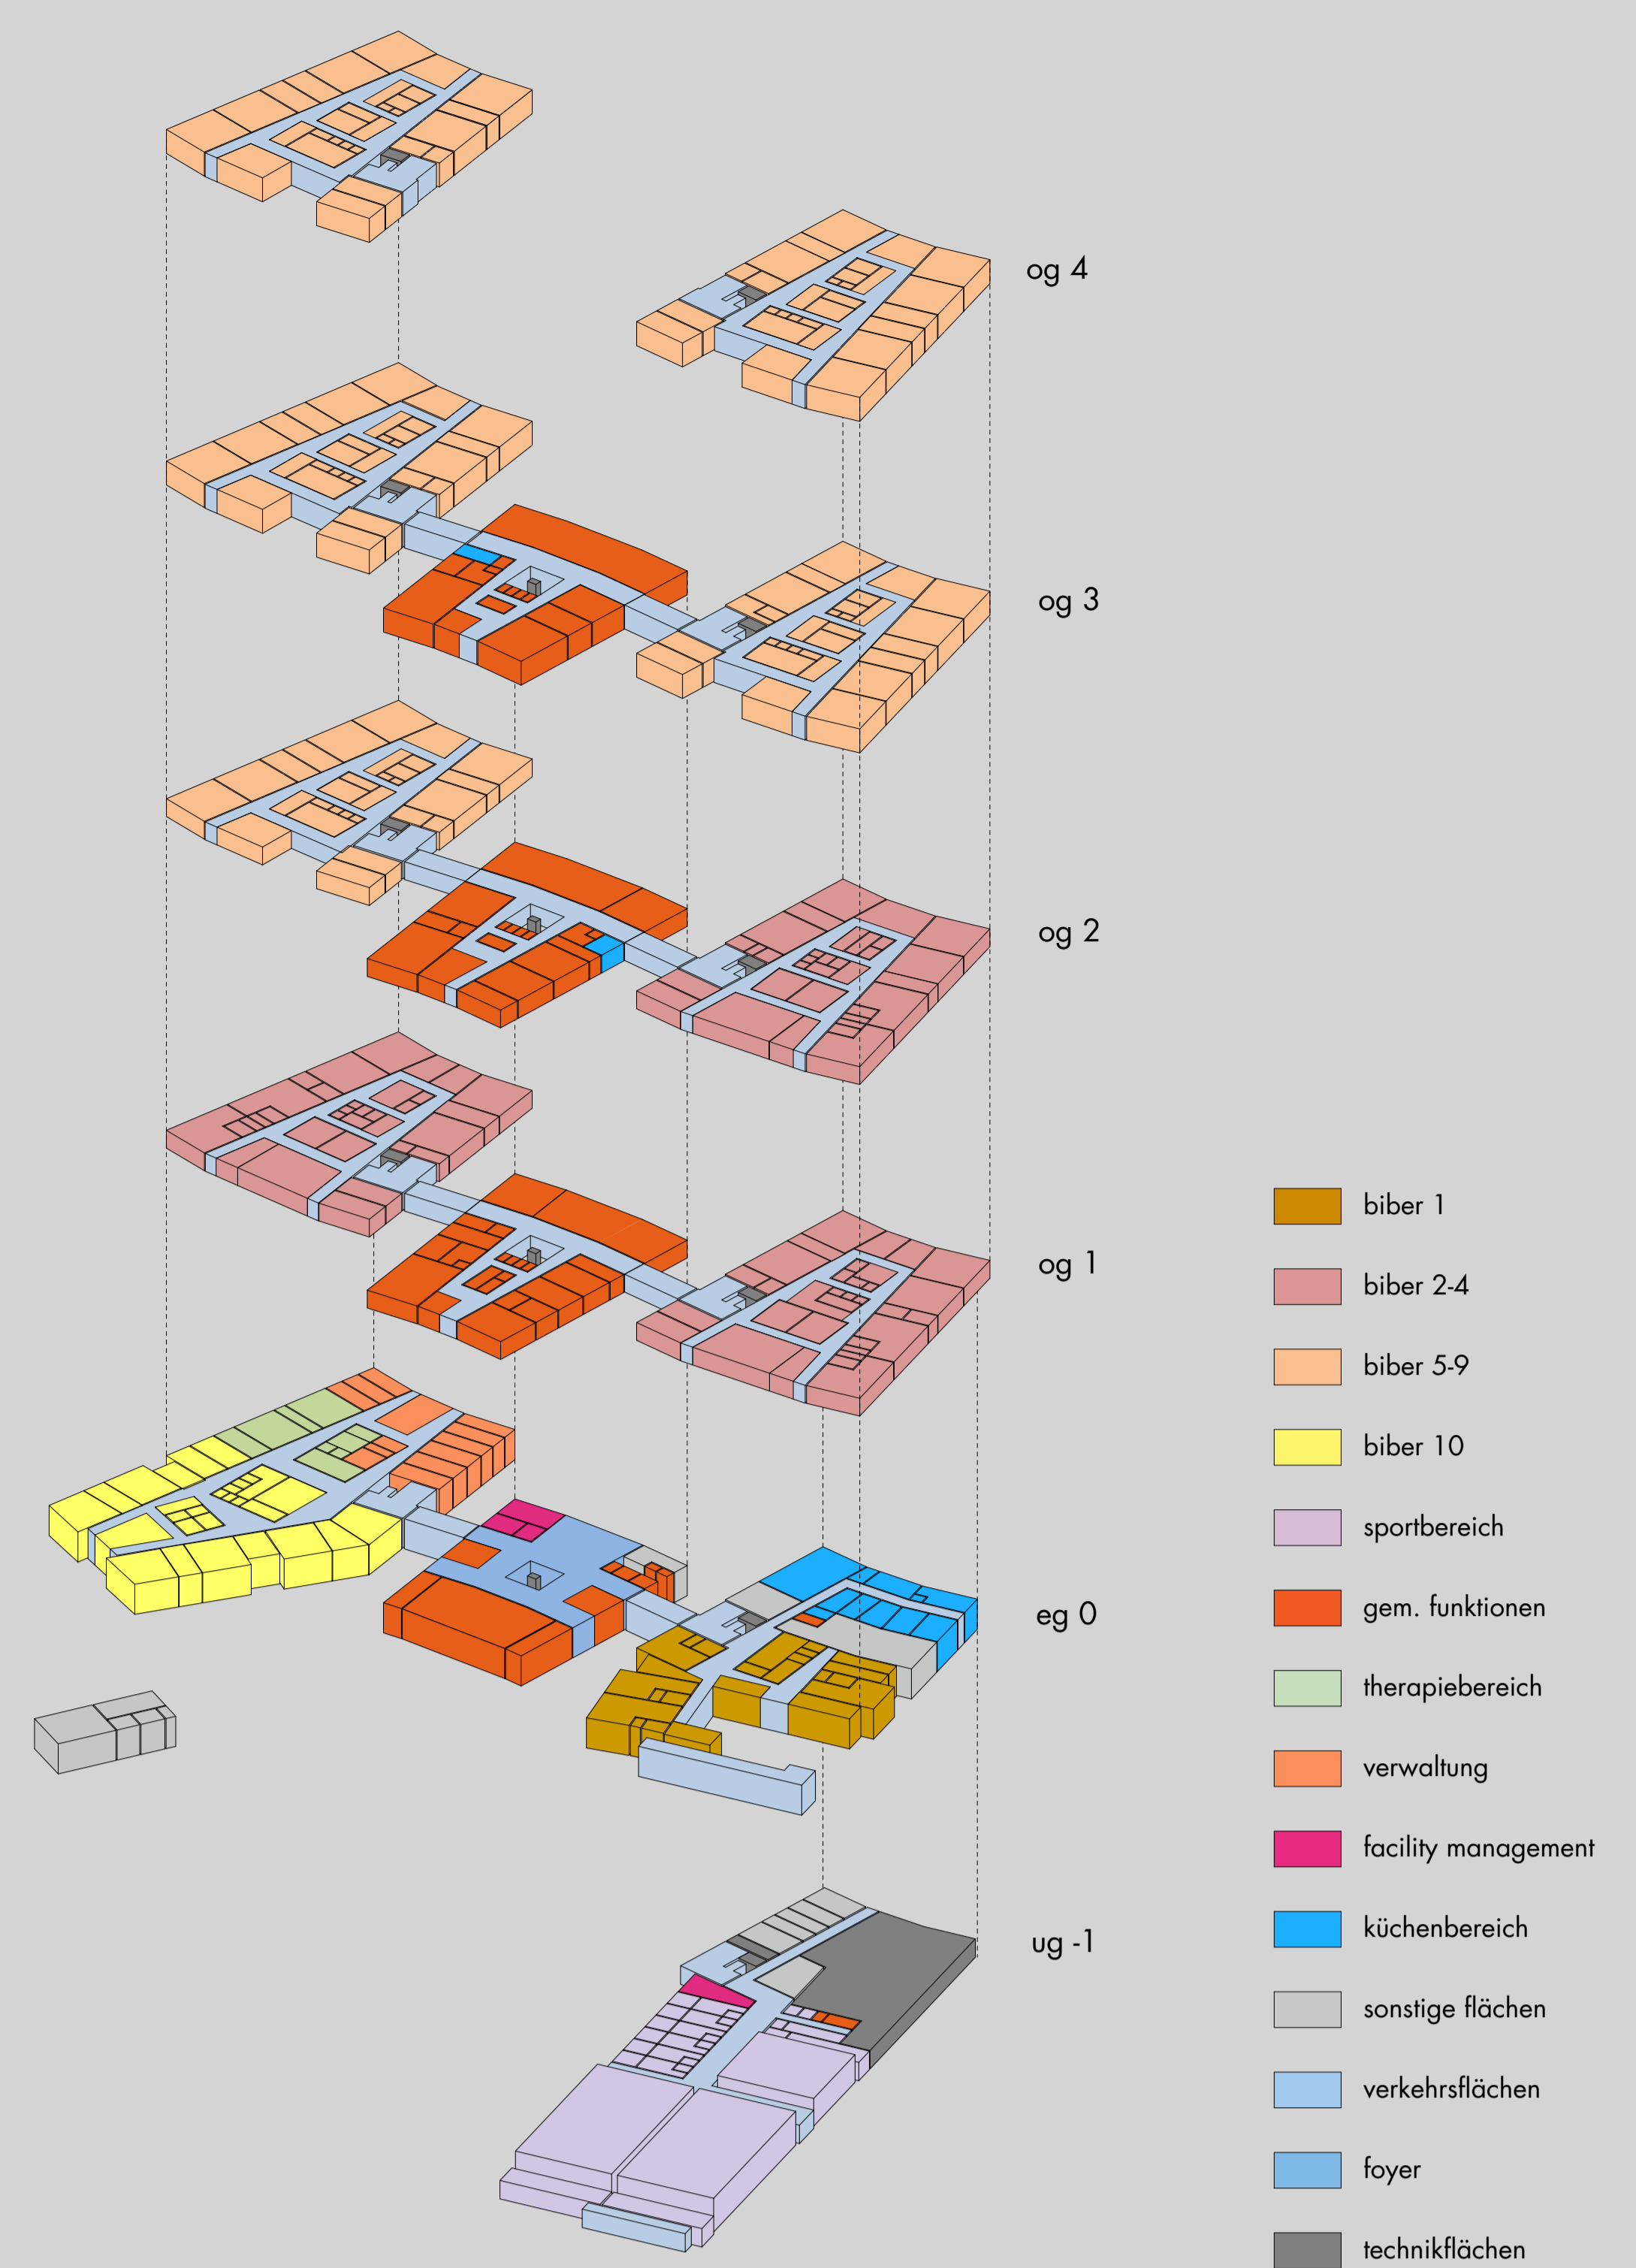 og 4
og 3
og 2
og 1
eg 0
ug -1
biber 1
biber 2-4
biber 5-9
biber 10
sportbereich
gem. funktionen
therapiebereich
verwaltung
facility management
küchenbereich
sonstige flächen
verkehrsflächen
foyer
technikflächen